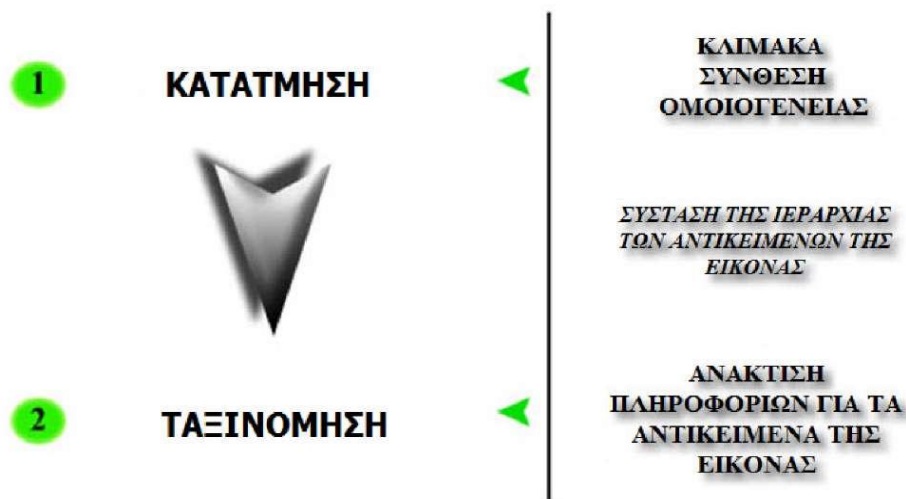 1 ΚΑΤΑΤΜΗΣΗ
ΚΛΙΜΑΚΑ
ΣΥΝΘΕΣΗ
ΟΜΟΙΟΓΕΝΕΙΑΣ
ΣΥΣΤΑΣΗ ΤΗΣ ΙΕΡΑΡΧΙΑΣ
ΤΩΝ ΑΝΤΙΚΕΙΜΕΝΩΝ ΤΗΣ
ΕΙΚΟΝΑΣ
2 ΤΑΞΙΝΟΜΗΣΗ
ΑΝΑΚΤΙΣΗ
ΠΛΗΡΟΦΟΡΙΩΝ ΓΙΑ ΤΑ
ΑΝΤΙΚΕΙΜΕΝΑ ΤΗΣ
ΕΙΚΟΝΑΣ